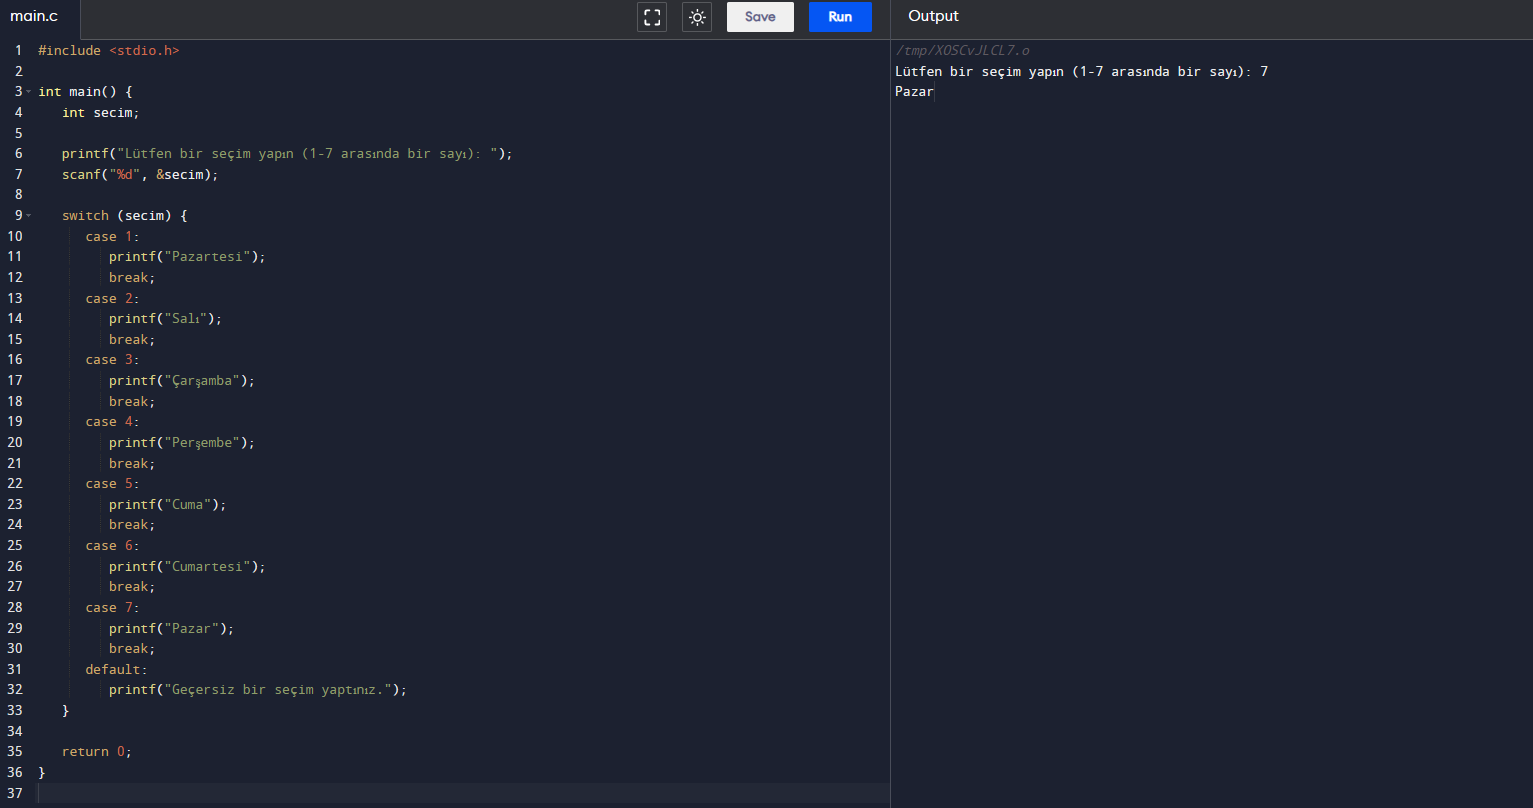 main.c
Save
Run
Output
1 #include <stdio.h>
2
3 int main() {
4 int secim;
5
6 printf("Lütfen bir seçim yapın (1-7 arasında bir sayı): ");
7 scanf("%d", &secim);
8
9 switch (secim) {
10 case 1:
11 printf("Pazartesi");
12 break;
13 case 2:
14 printf("Salı");
15 break;
16 case 3:
17 printf("Çarşamba");
18 break;
19 case 4:
20 printf("Perşembe");
21 break;
22 case 5:
23 printf("Cuma");
24 break;
25 case 6:
26 printf("Cumartesi");
27 break;
28 case 7:
29 printf("Pazar");
30 break;
31 default:
32 printf("Geçersiz bir seçim yaptınız.");
33 }
34
35 return 0;
36 }
37
/tmp/XOSCvJLCL7.o
Lütfen bir seçim yapın (1-7 arasında bir sayı): 7
Pazar